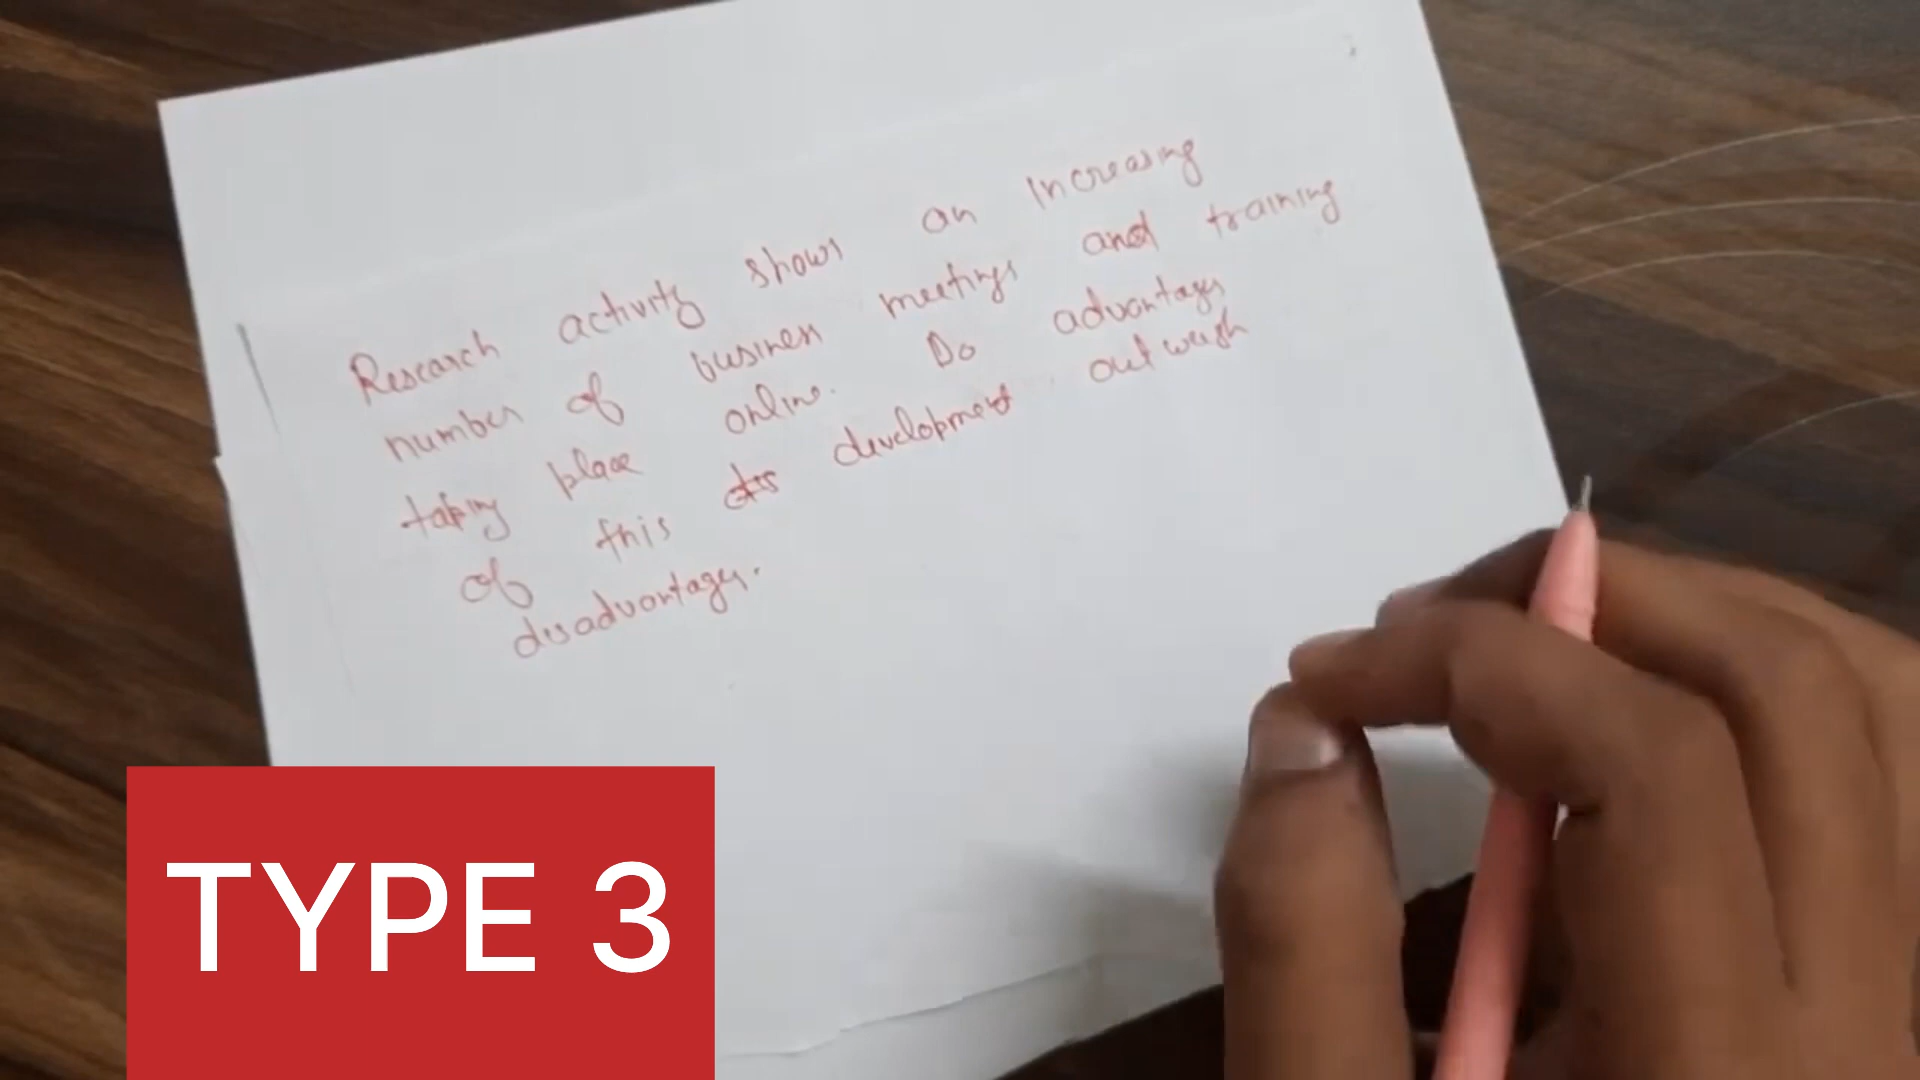 Research activity shows an increasing
number of business meetings and training
taking place online. Do advantages
of this development outweigh
disadvantages.
TYPE 3